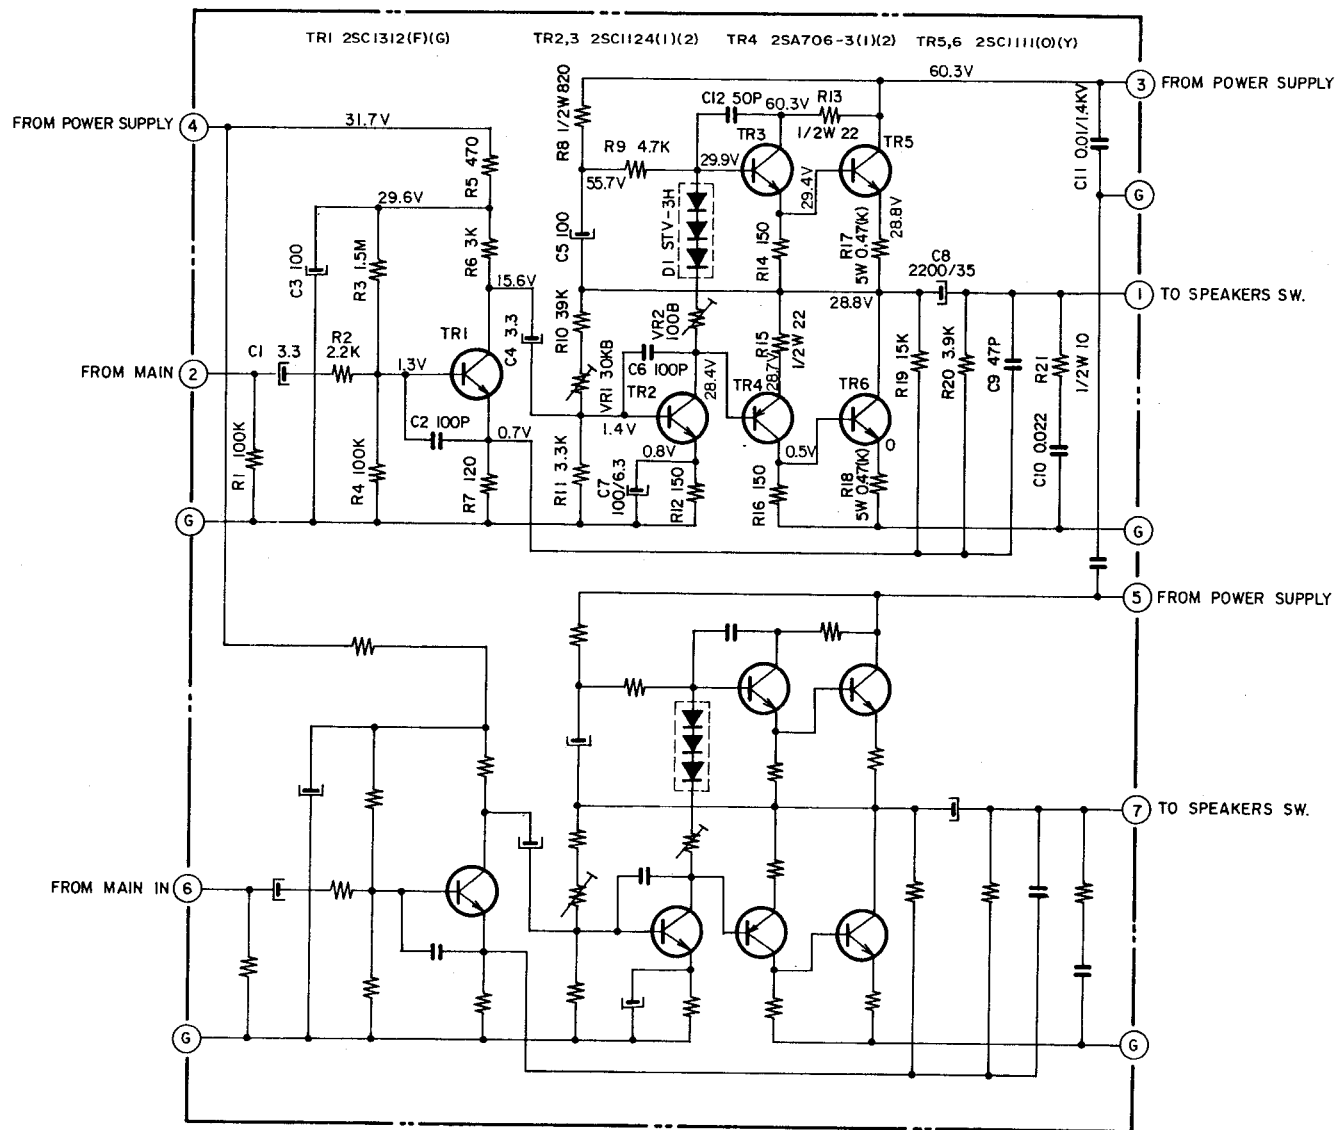 TR1 2SC1312(F)(G)
TR2,3 2SC1124(1)(2)
TR4 2SA706-3(1)(2)
TR5,6 2SC1111(O)(Y)
60.3V
3 FROM POWER SUPPLY
FROM POWER SUPPLY 4
31.7V
R8 1/2W 820
C12 50P
60.3V
R13
1/2W 22
C11 0.01/1.4KV
R5 470
R9 4.7K
55.7V
29.9V
TR3
29.4V
TR5
28.8V
G
29.6V
C3 100
R3 1.5M
R6 3K
C5 100
D1 STV-3H
R14 150
R17
5W 0.47(K)
C8
2200/35
15.6V
28.8V
1 TO SPEAKERS SW.
C4 3.3
R10 39K
VR2
100B
R15
1/2W 22
R19 15K
R20 3.9K
C9 47P
R21
1/2W 10
FROM MAIN 2
C1 3.3
R2
2.2K
1.3V
TR1
VR1 30KB
C6 100P
TR2
28.4V
28.7V
TR4
TR6
C2 100P
0.7V
1.4V
0.8V
0.5V
0
R1 100K
R4 100K
R7 120
R11 3.3K
C7
100/6.3
R12 150
R16 150
R18
5W 0.47(K)
C10 0.022
G
G
5 FROM POWER SUPPLY
7 TO SPEAKERS SW.
FROM MAIN IN 6
G
G